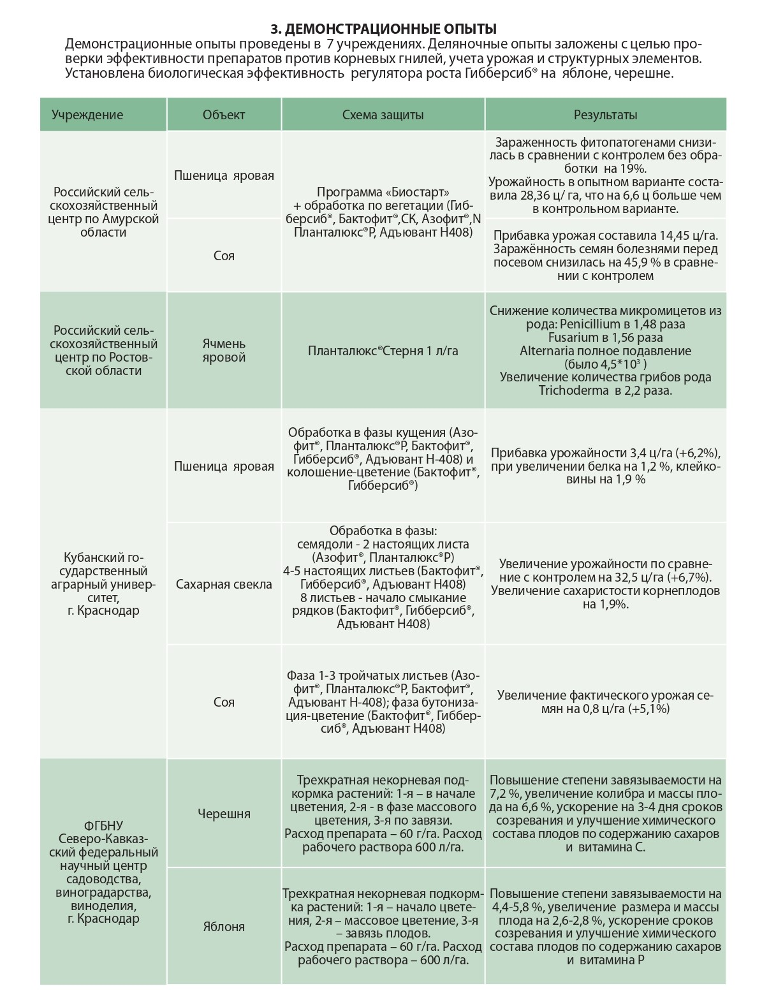 3. ДЕМОНСТРАЦИОННЫЕ ОПЫТЫ
Демонстрационные опыты проведены в 7 учреждениях. Деляночные опыты заложены с целью про-
верки эффективности препаратов против корневых гнилей, учета урожая и структурных элементов.
Установлена биологическая эффективность регулятора роста Гибберсиб® на яблоне, черешне.
Учреждение
Объект
Схема защиты
Результаты
Российский сель-
скохозяйственный
центр по Амурской
области
Пшеница яровая
Программа «Биостарт»
+ обработка по вегетации (Гиб-
берсиб®, Бактофит®,СК, Азофит®,N
Планталюкс®Р, Адъювант Н408)
Зараженность фитопатогенами снизи-
лась в сравнении с контролем без обра-
ботки на 19%.
Урожайность в опытном варианте соста-
вила 28,36 ц/ га, что на 6,6 ц больше чем
в контрольном варианте.
Соя
Прибавка урожая составила 14,45 ц/га.
Заражённость семян болезнями перед
посевом снизилась на 45,9 % в сравне-
нии с контролем
Российский сель-
скохозяйственный
центр по Ростов-
ской области
Ячмень
яровой
Планталюкс®Стерня 1 л/га
Снижение количества микромицетов из
рода: Penicillium в 1,48 раза
Fusarium в 1,56 раза
Alternaria полное подавление
(было 4,5*10³ )
Увеличение количества грибов рода
Trichoderma в 2,2 раза.
Кубанский го-
сударственный
аграрный универ-
ситет,
г. Краснодар
Пшеница яровая
Обработка в фазы кущения (Азо-
фит®, Планталюкс®Р, Бактофит®,
Гибберсиб®, Адъювант Н-408) и
колошение-цветение (Бактофит®,
Гибберсиб®)
Прибавка урожайности 3,4 ц/га (+6,2%),
при увеличении белка на 1,2 %, клейко-
вины на 1,9 %
Сахарная свекла
Обработка в фазы:
семядоли - 2 настоящих листа
(Азофит®, Планталюкс®Р)
4-5 настоящих листьев (Бактофит®,
Гибберсиб®, Адъювант Н408)
8 листьев - начало смыкание
рядков (Бактофит®, Гибберсиб®,
Адъювант Н408)
Увеличение урожайности по сравне-
ние с контролем на 32,5 ц/га (+6,7%).
Увеличение сахаристости корнеплодов
на 1,9%.
Соя
Фаза 1-3 тройчатых листьев (Азо-
фит®, Планталюкс®Р, Бактофит®,
Адъювант Н-408); фаза бутониза-
ция-цветение (Бактофит®, Гиббер-
сиб®, Адъювант Н408)
Увеличение фактического урожая се-
мян на 0,8 ц/га (+5,1%)
ФГБНУ
Северо-Кавказ-
ский федеральный
научный центр
садоводства,
виноградарства,
виноделия,
г. Краснодар
Черешня
Трехкратная некорневая под-
кормка растений: 1-я – в начале
цветения, 2-я - в фазе массового
цветения, 3-я по завязи.
Расход препарата – 60 г/га. Расход
рабочего раствора 600 л/га.
Повышение степени завязываемости на
7,2 %, увеличение колибра и массы пло-
да на 6,6 %, ускорение на 3-4 дня сроков
созревания и улучшение химического
состава плодов по содержанию сахаров
и витамина С.
Яблоня
Трехкратная некорневая подкорм-
ка растений: 1-я – начало цвете-
ния, 2-я – массовое цветение, 3-я
– завязь плодов.
Расход препарата – 60 г/га. Расход
рабочего раствора – 600 л/га.
Повышение степени завязываемости на
4,4-5,8 %, увеличение размера и массы
плода на 2,6-2,8 %, ускорение сроков
созревания и улучшение химического
состава плодов по содержанию сахаров
и витамина Р